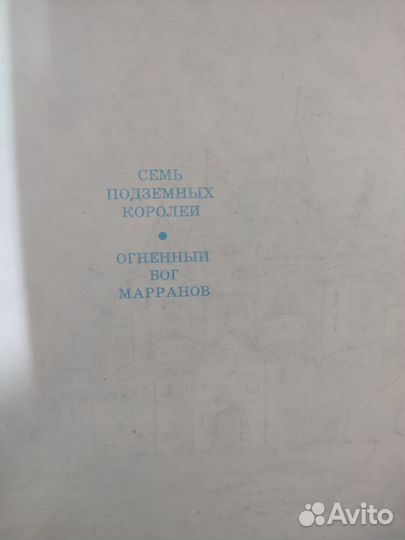 СЕМЬ
ПОДЗЕМНЫХ
КОРОЛЕЙ
•
ОГНЕННЫЙ
БОГ
МАРРАНОВ
Avito